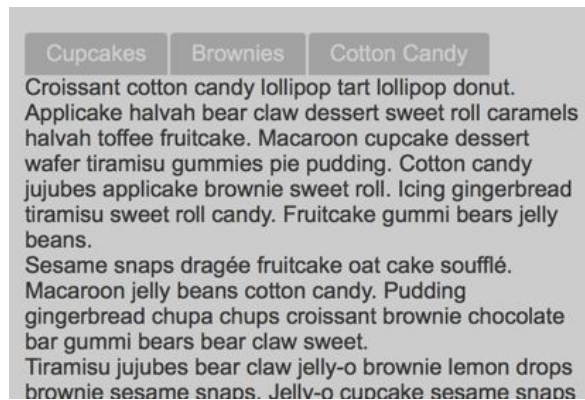 Cupcakes Brownies Cotton Candy
Croissant cotton candy lollipop tart lollipop donut.
Applicake halvah bear claw dessert sweet roll caramels
halvah toffee fruitcake. Macaroon cupcake dessert
wafer tiramisu gummies pie pudding. Cotton candy
jujubes applicake brownie sweet roll. Icing gingerbread
tiramisu sweet roll candy. Fruitcake gummi bears jelly
beans.
Sesame snaps dragée fruitcake oat cake soufflé.
Macaroon jelly beans cotton candy. Pudding
gingerbread chupa chups croissant brownie chocolate
bar gummi bears bear claw sweet.
Tiramisu jujubes bear claw jelly-o brownie lemon drops
brownie sesame snaps. Jelly-o cupcake sesame snaps